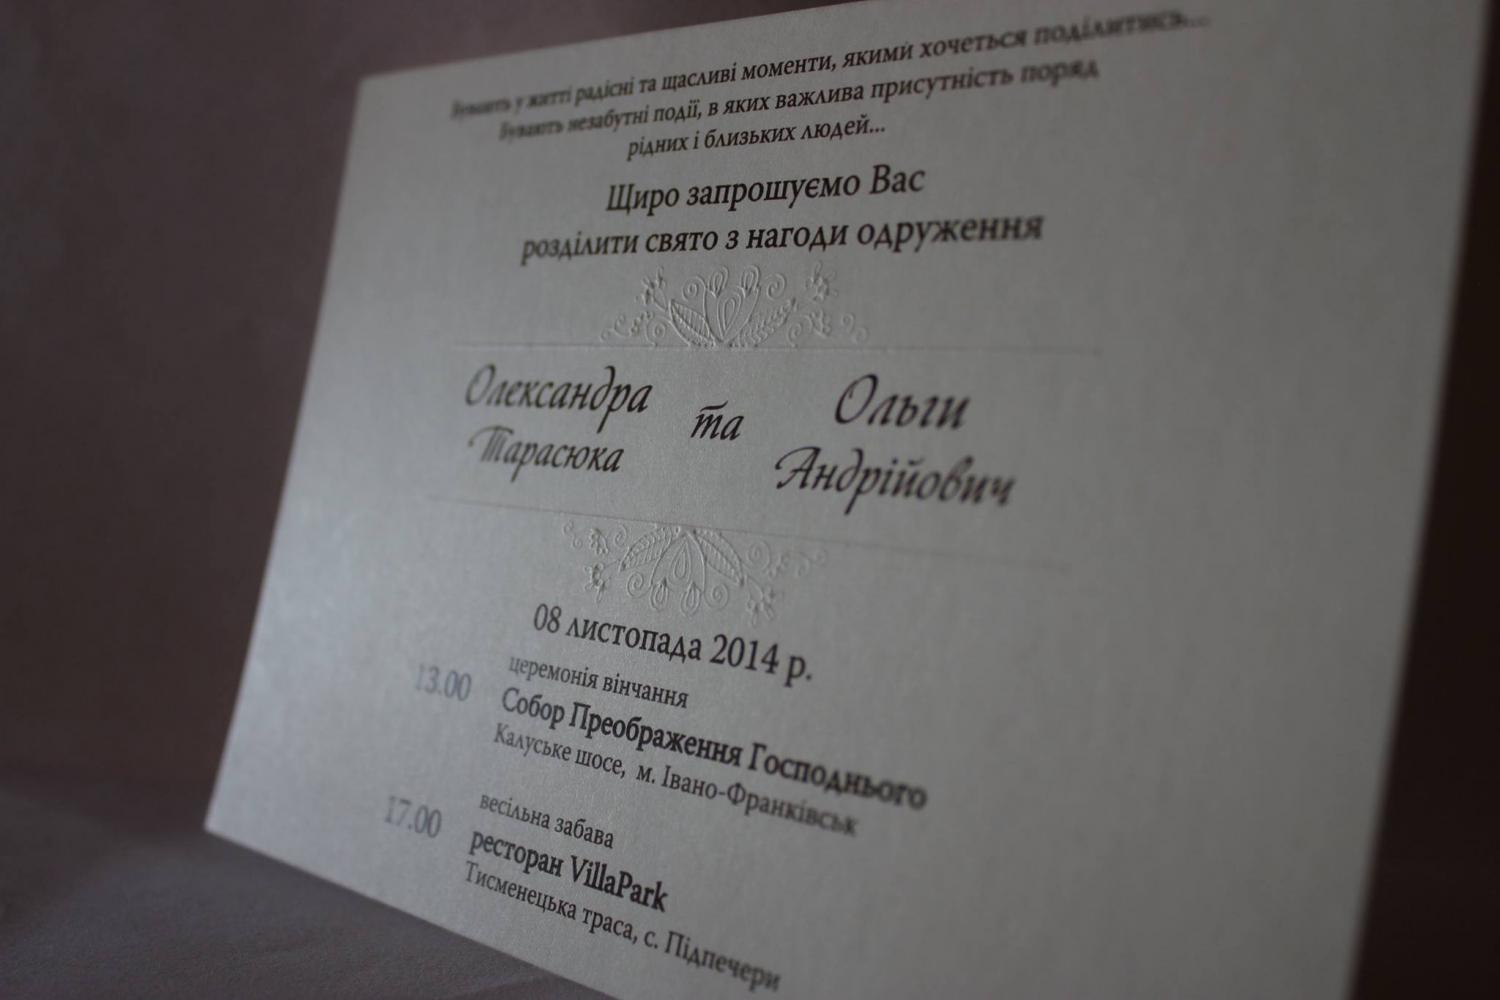 Бувають у житті радісні та щасливі моменти, якими хочеться поділитись...
Бувають незабутні події, в яких важлива присутність поряд
рідних і близьких людей...
Щиро запрошуємо Вас
розділити свято з нагоди одруження
Олександра та Ольги
Тарасюка Андрійович
08 листопада 2014 р.
церемонія вінчання
13.00 Собор Преображення Господнього
Калуське шосе, м. Івано-Франківськ
весільна забава
17.00 ресторан VillaPark
Тисменецька траса, с. Підпечери